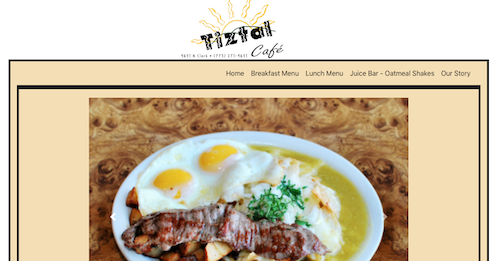 Tiztal
Café
4631 N Clark • (773) 271-4631
Home Breakfast Menu Lunch Menu Juice Bar - Oatmeal Shakes Our Story